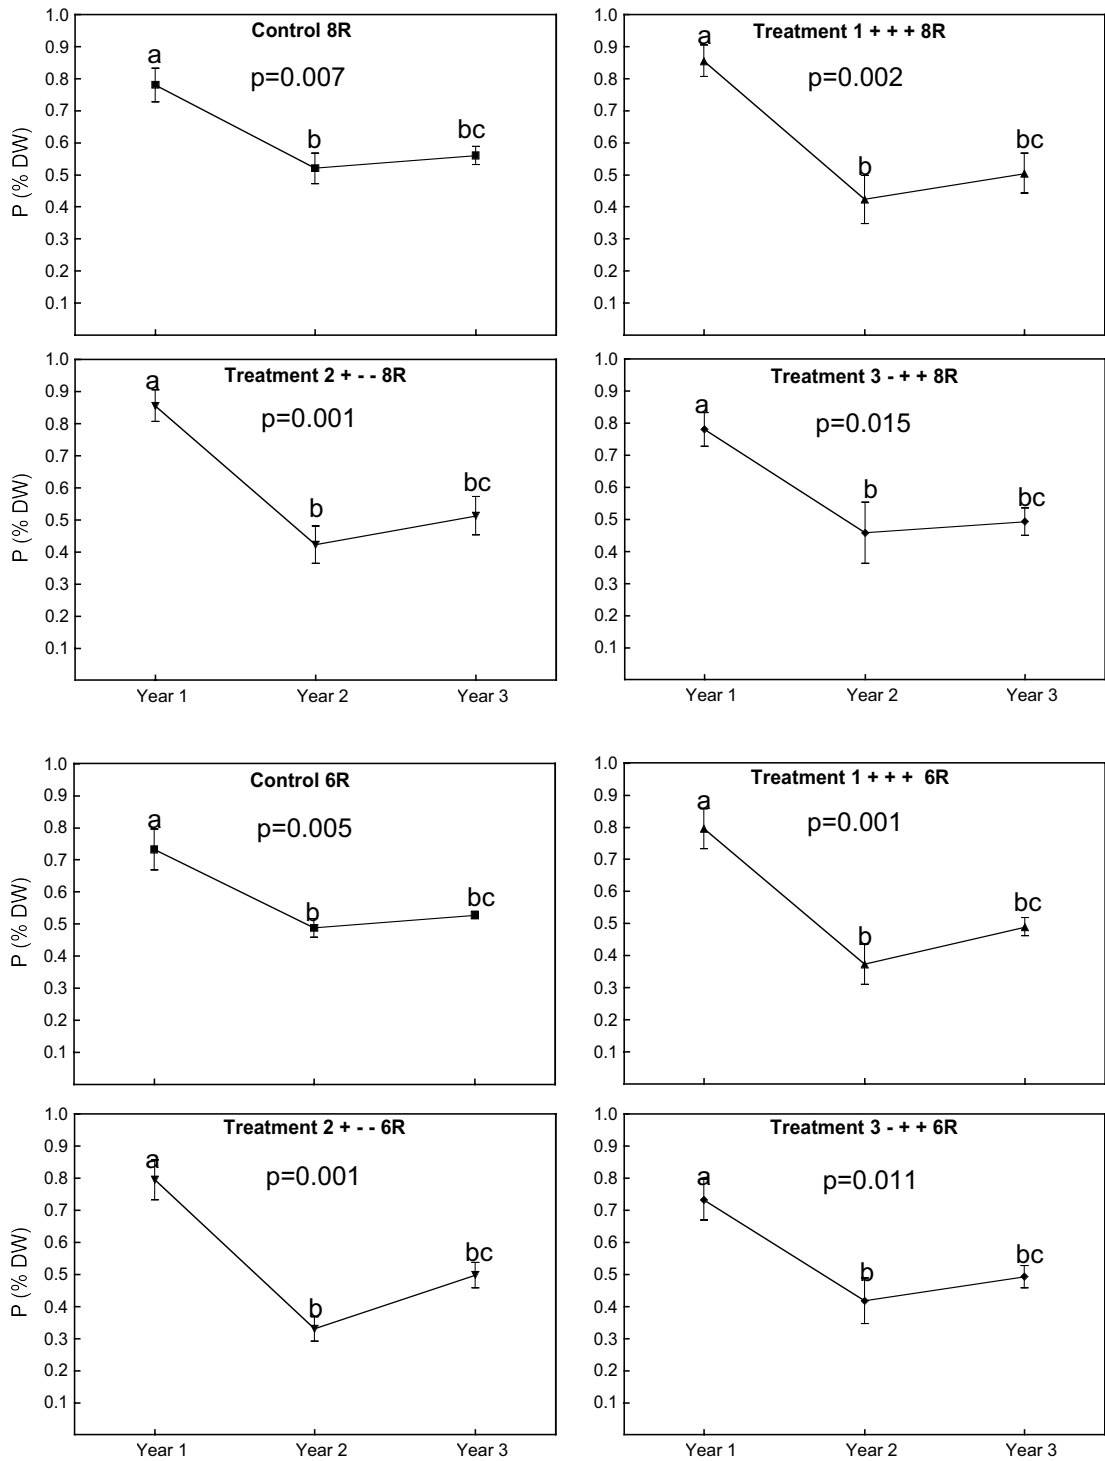 Control 8R
P (% DW)
1.0
0.9
0.8
0.7
0.6
0.5
0.4
0.3
0.2
0.1
a
p=0.007
b
bc
Treatment 1 + + + 8R
1.0
0.9
0.8
0.7
0.6
0.5
0.4
0.3
0.2
0.1
a
p=0.002
b
bc
Treatment 2 + - - 8R
P (% DW)
1.0
0.9
0.8
0.7
0.6
0.5
0.4
0.3
0.2
0.1
a
p=0.001
b
bc
Year 1 Year 2 Year 3
Treatment 3 - + + 8R
1.0
0.9
0.8
0.7
0.6
0.5
0.4
0.3
0.2
0.1
a
p=0.015
b
bc
Year 1 Year 2 Year 3
Control 6R
P (% DW)
1.0
0.9
0.8
0.7
0.6
0.5
0.4
0.3
0.2
0.1
a
p=0.005
b
bc
Treatment 1 + + + 6R
1.0
0.9
0.8
0.7
0.6
0.5
0.4
0.3
0.2
0.1
a
p=0.001
b
bc
Treatment 2 + - - 6R
P (% DW)
1.0
0.9
0.8
0.7
0.6
0.5
0.4
0.3
0.2
0.1
a
p=0.001
b
bc
Year 1 Year 2 Year 3
Treatment 3 - + + 6R
1.0
0.9
0.8
0.7
0.6
0.5
0.4
0.3
0.2
0.1
a
p=0.011
b
bc
Year 1 Year 2 Year 3